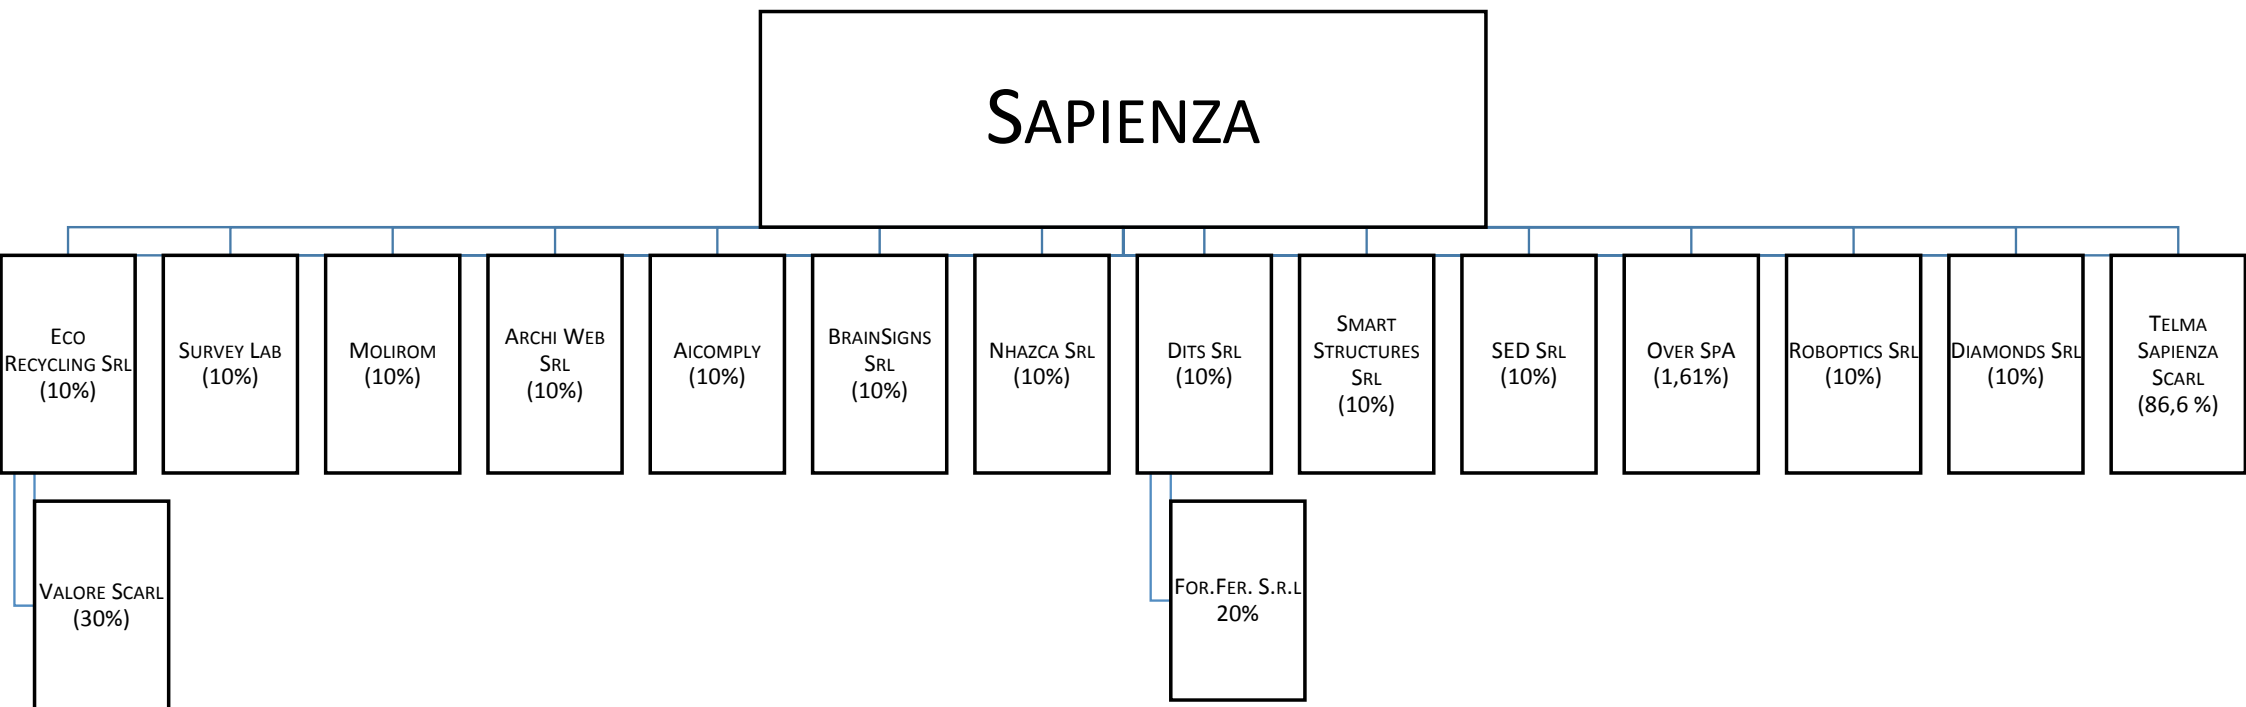 SAPIENZA
ECO
RECYCLING SRL
(10%)
SURVEY LAB
(10%)
MOLIROM
(10%)
ARCHI WEB
SRL
(10%)
AICOMPLY
(10%)
BRAINSIGNS
SRL
(10%)
NHAZCA SRL
(10%)
DITS SRL
(10%)
SMART
STRUCTURES
SRL
(10%)
SED SRL
(10%)
OVER SPA
(1,61%)
ROBOPTICS SRL
(10%)
DIAMONDS SRL
(10%)
TELMA
SAPIENZA
SCARL
(86,6 %)
VALORE SCARL
(30%)
FOR.FER. S.R.L
20%